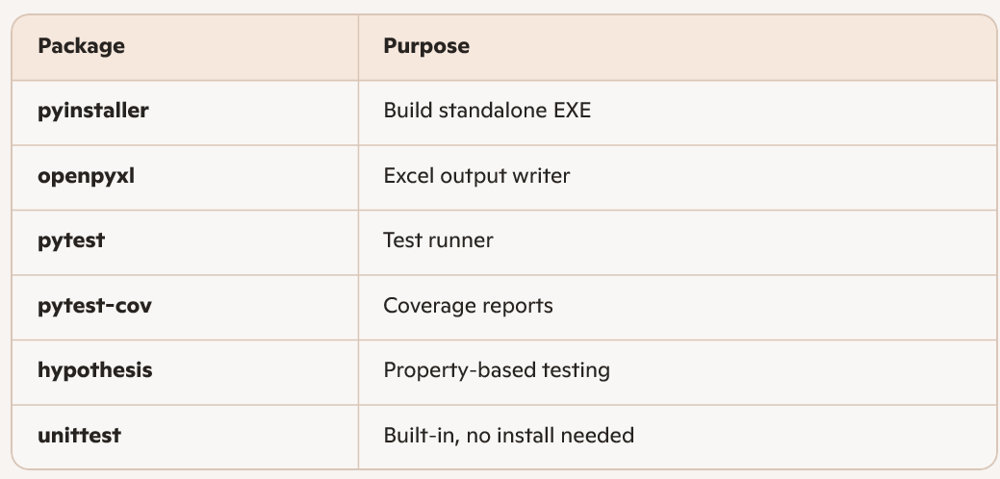 Package Purpose
pyinstaller Build standalone EXE
openpyxl Excel output writer
pytest Test runner
pytest-cov Coverage reports
hypothesis Property-based testing
unittest Built-in, no install needed